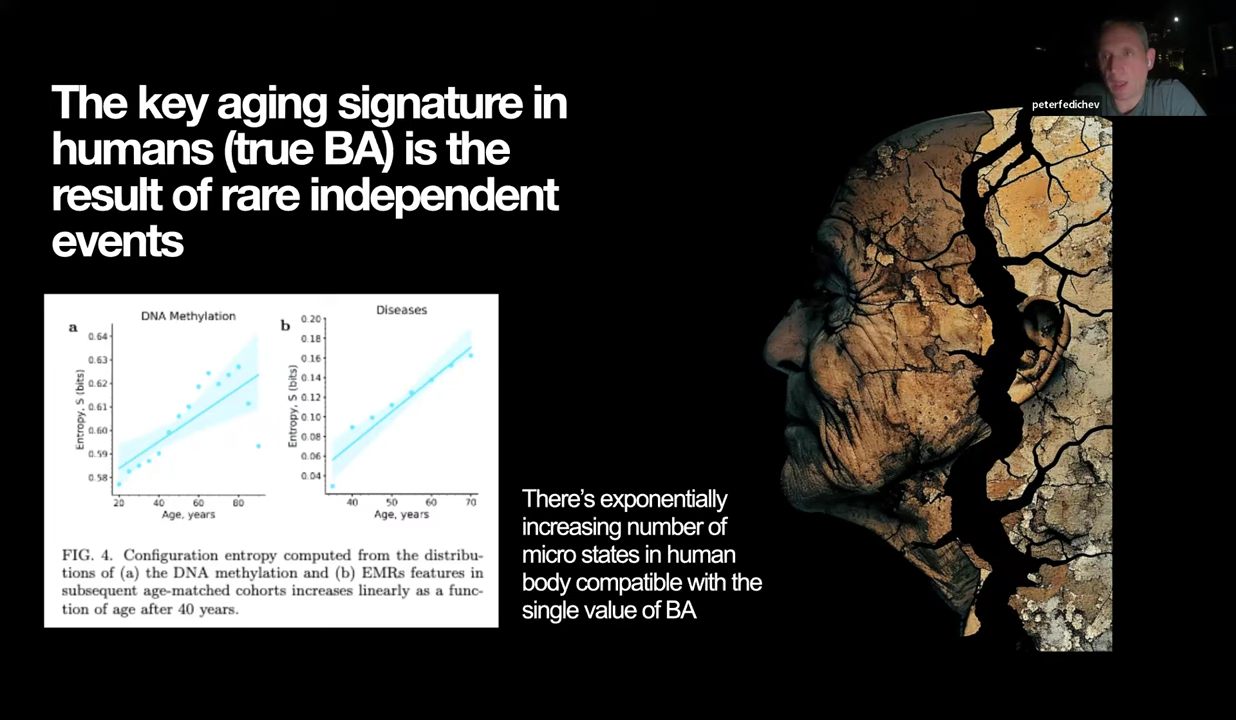 peterfedichev
The key aging signature in
humans (true BA) is the
result of rare independent
events
a
DNA Methylation
0.64
0.63
0.62
0.61
0.60
0.59
0.58
Entropy, S (bits)
20
40
60
80
Age, years
b
Diseases
0.20
0.18
0.16
0.14
0.12
0.10
0.08
0.06
0.04
Entropy, S (bits)
40
50
60
70
Age, years
FIG. 4. Configuration entropy computed from the distribu-
tions of (a) the DNA methylation and (b) EMRs features in
subsequent age-matched cohorts increases linearly as a func-
tion of age after 40 years.
There's exponentially
increasing number of
micro states in human
body compatible with the
single value of BA